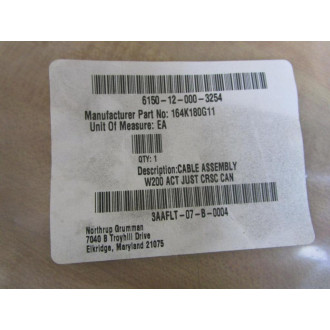 6150-12-000-3254
Manufacturer Part No: 164K180G11
Unit Of Measure: EA
QTY: 1
Description:CABLE ASSEMBLY
W200 ACT JUST CRSC CAN
3AAFLT-07-B-0004
Northrop Grumman
7040 B Troyhill Drive
Elkridge, Maryland 21075